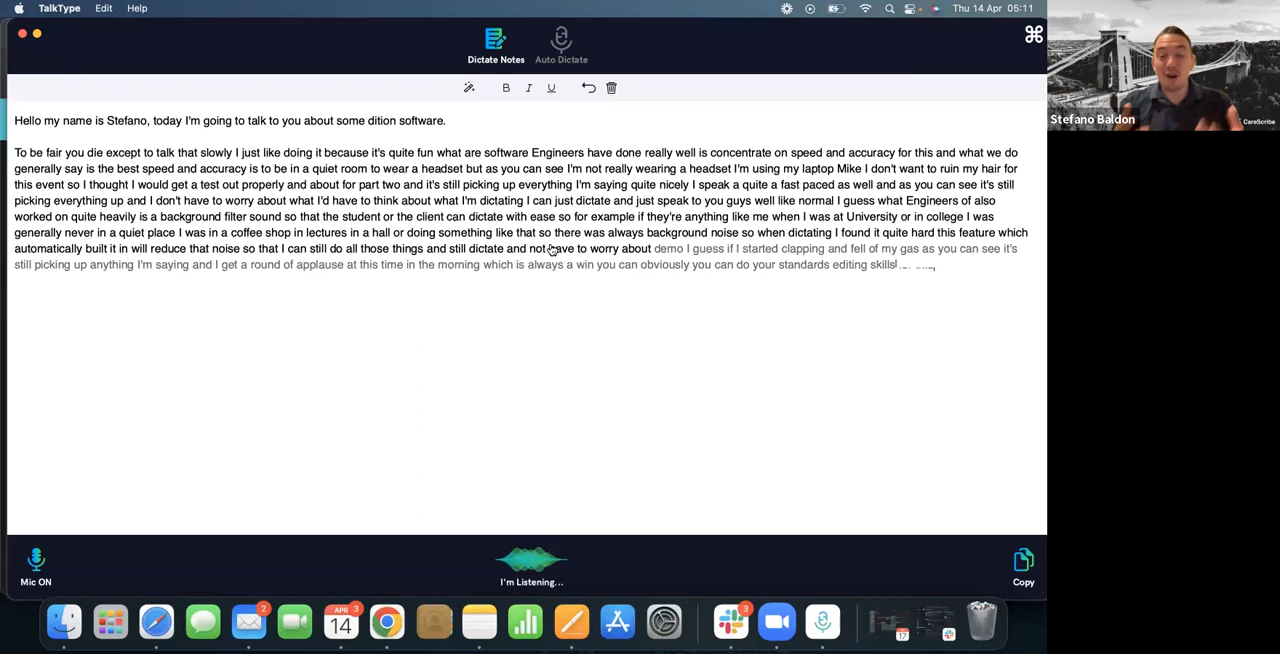 TalkType Edit Help Thu 14 Apr 05:11
Dictate Notes Auto Dictate
B I U
Hello my name is Stefano, today I'm going to talk to you about some dition software.
To be fair you die except to talk that slowly I just like doing it because it's quite fun what are software Engineers have done really well is concentrate on speed and accuracy for this and what we do
generally say is the best speed and accuracy is to be in a quiet room to wear a headset but as you can see I'm not really wearing a headset I'm using my laptop Mike I don't want to ruin my hair for
this event so I thought I would get a test out properly and about for part two and it's still picking up everything I'm saying quite nicely I speak a quite a fast paced as well and as you can see it's still
picking everything up and I don't have to worry about what I'd have to think about what I'm dictating I can just dictate and just speak to you guys well like normal I guess what Engineers of also
worked on quite heavily is a background filter sound so that the student or the client can dictate with ease so for example if they're anything like me when I was at University or in college I was
generally never in a quiet place I was in a coffee shop in lectures in a hall or doing something like that so there was always background noise so when dictating I found it quite hard this feature which
automatically built it in will reduce that noise so that I can still do all those things and still dictate and not have to worry about demo I guess if I started clapping and fell of my gas as you can see it's
still picking up anything I'm saying and I get a round of applause at this time in the morning which is always a win you can obviously you can do your standards editing skills
Mic ON
I'm Listening...
Copy
2
APR 3
14
3
17
Stefano Baldon
CareScribe